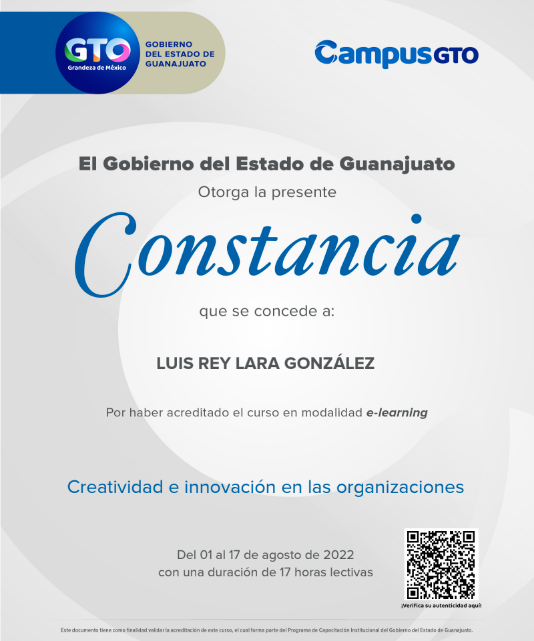 GTO
Grandeza de México
GOBIERNO
DEL ESTADO DE
GUANAJUATO
CampusGTO
El Gobierno del Estado de Guanajuato
Otorga la presente
Constancia
que se concede a:
LUIS REY LARA GONZÁLEZ
Por haber acreditado el curso en modalidad e-learning
Creatividad e innovación en las organizaciones
Del 01 al 17 de agosto de 2022
con una duración de 17 horas lectivas
¡Verifica su autenticidad aquí!
Este documento tiene como finalidad validar la acreditación de este curso, el cual forma parte del Programa de Capacitación Institucional del Gobierno del Estado de Guanajuato.